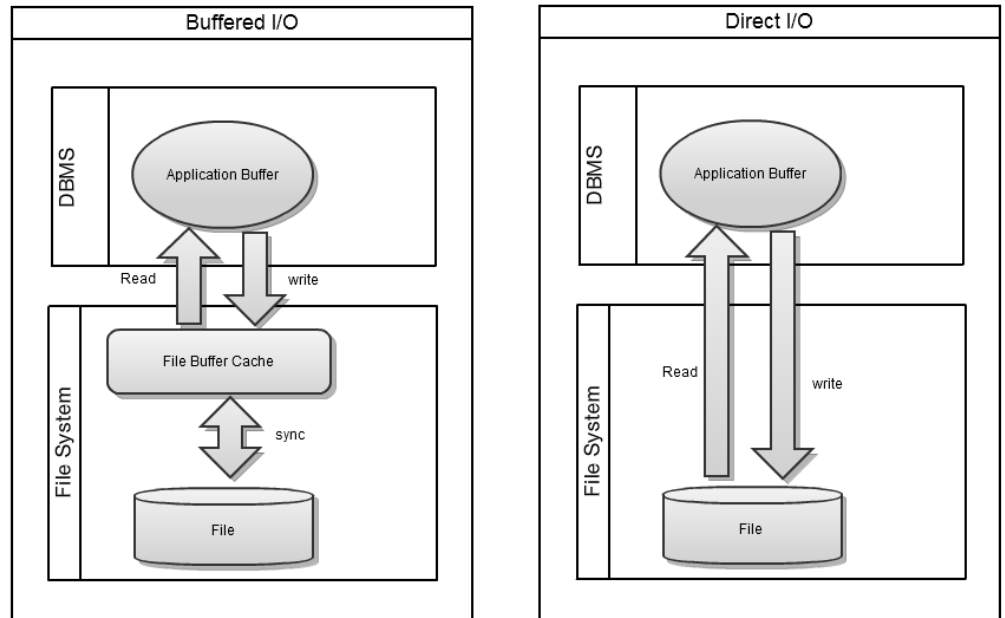 Buffered I/O
DBMS
Application Buffer
Read
write
File System
File Buffer Cache
sync
File
Direct I/O
DBMS
Application Buffer
File System
Read
write
File